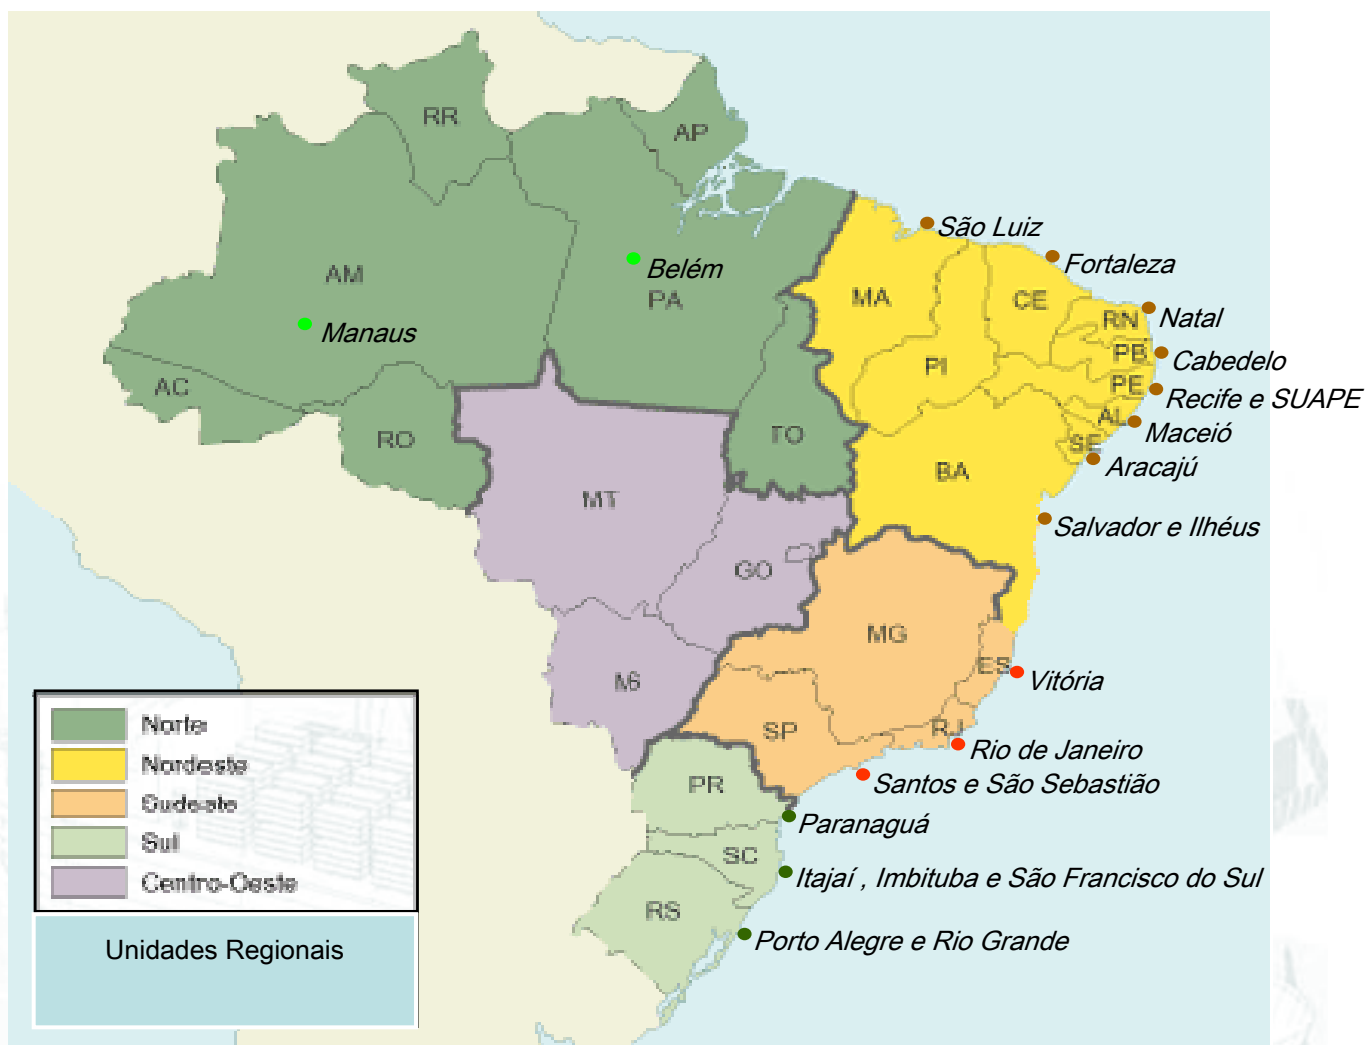 RR
AP
São Luiz
Belém
Fortaleza
AM
PA
MA
CE
Manaus
RN
Natal
PB
Cabedelo
AC
PI
PE
Recife e SUAPE
RO
TO
AL
Maceió
SE
Aracajú
BA
MT
Salvador e Ilhéus
GO
MG
ES
Vitória
MS
SP
RJ
Rio de Janeiro
Santos e São Sebastião
PR
Paranaguá
SC
Itajaí , Imbituba e São Francisco do Sul
RS
Porto Alegre e Rio Grande
Norte
Nordeste
Sudeste
Sul
Centro-Oeste
Unidades Regionais